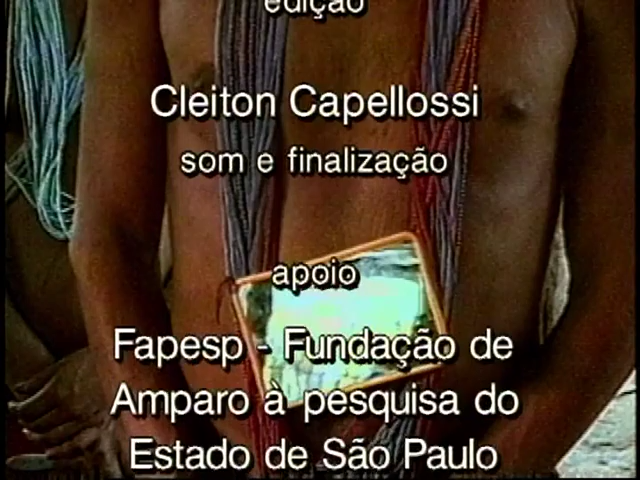 edição
Cleiton Capellossi
som e finalização
apoio
Fapesp - Fundação de
Amparo à pesquisa do
Estado de São Paulo